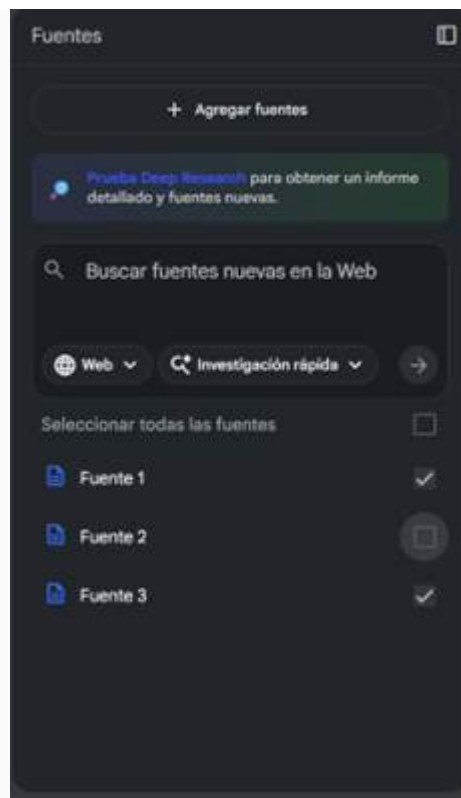 Fuentes
+ Agregar fuentes
Prueba Deep Research para obtener un informe
detallado y fuentes nuevas.
Buscar fuentes nuevas en la Web
Web
Investigación rápida
Seleccionar todas las fuentes
Fuente 1
Fuente 2
Fuente 3